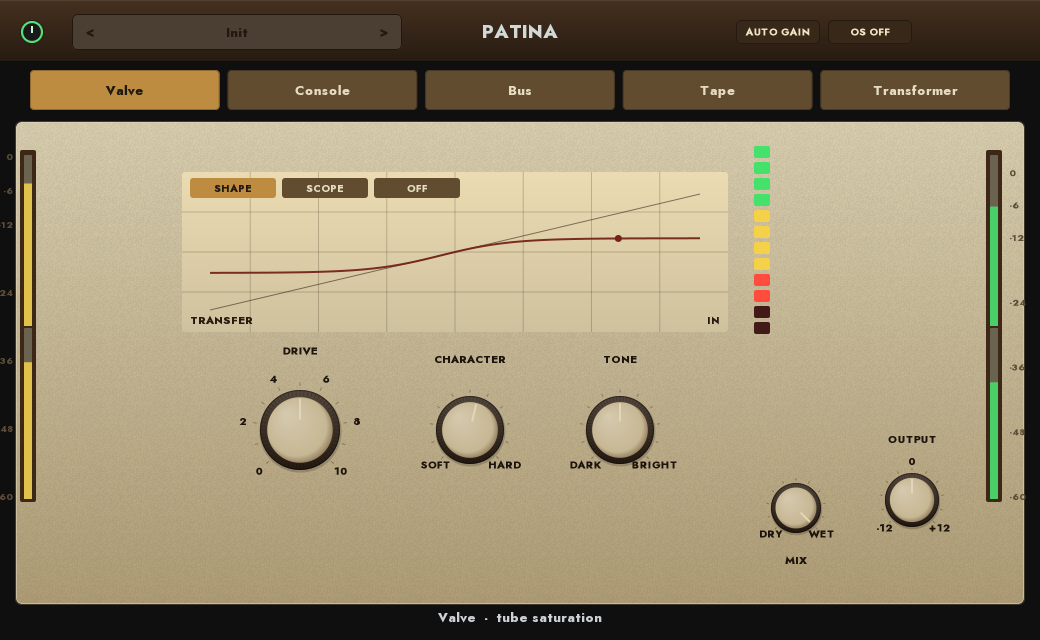 < Init >
PATINA
AUTO GAIN
OS OFF
Valve
Console
Bus
Tape
Transformer
0
-6
-12
-24
-36
-48
-60
SHAPE
SCOPE
OFF
TRANSFER
IN
0
-6
-12
-24
-36
-48
-60
DRIVE
0
2
4
6
8
10
CHARACTER
SOFT
HARD
TONE
DARK
BRIGHT
DRY
WET
MIX
OUTPUT
0
-12
+12
Valve · tube saturation